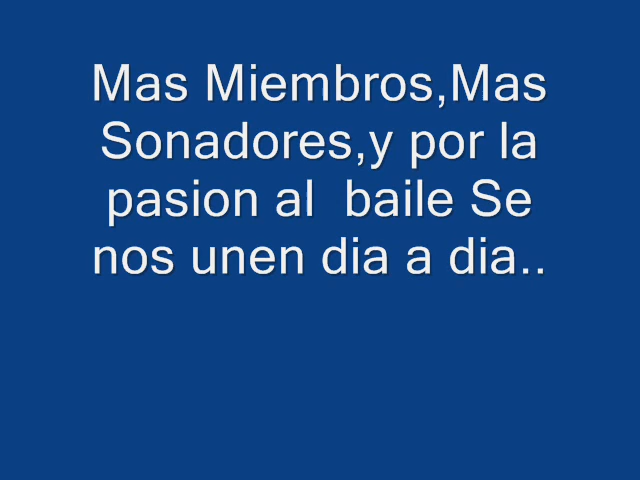 Mas Miembros,Mas
Sonadores,y por la
pasion al  baile Se
nos unen dia a dia..